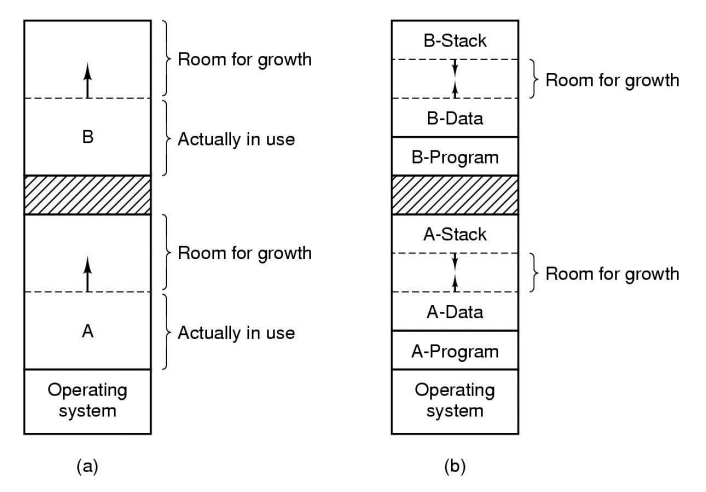 Room for growth
B
Actually in use
Room for growth
A
Actually in use
Operating
system
(a)
B-Stack
Room for growth
B-Data
B-Program
A-Stack
Room for growth
A-Data
A-Program
Operating
system
(b)